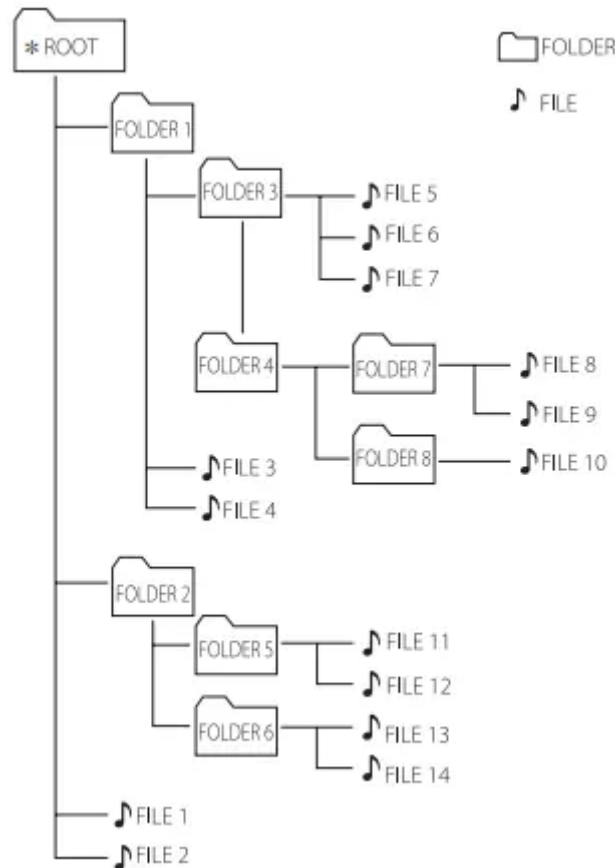 * ROOT
FOLDER
FILE
FOLDER 1
FOLDER 3
FILE 5
FILE 6
FILE 7
FOLDER 4
FOLDER 7
FILE 8
FILE 9
FOLDER 8
FILE 10
FILE 3
FILE 4
FOLDER 2
FOLDER 5
FILE 11
FILE 12
FOLDER 6
FILE 13
FILE 14
FILE 1
FILE 2